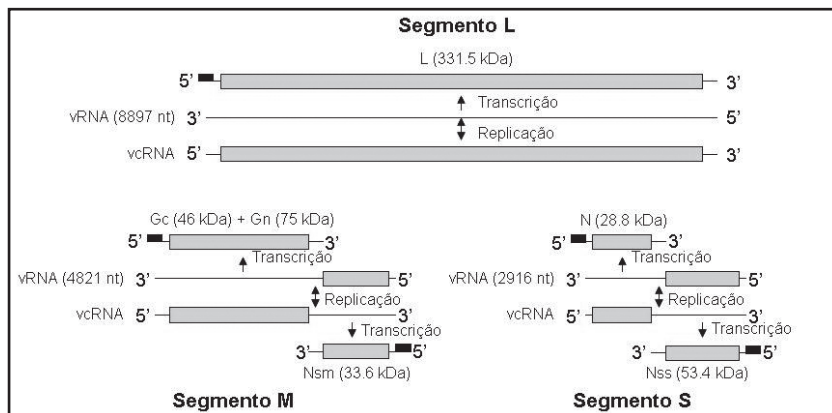 Segmento L
L (331.5 kDa)
5’ 3’
Transcrição
vRNA (8897 nt) 3’ 5’
Replicação
vcRNA 5’ 3’
Gc (46 kDa) + Gn (75 kDa)
5’ 3’
Transcrição
vRNA (4821 nt) 3’ 5’
Replicação
vcRNA 5’ 3’
Transcrição
3’ 5’
Nsm (33.6 kDa)
Segmento M
N (28.8 kDa)
5’ 3’
Transcrição
vRNA (2916 nt) 3’ 5’
Replicação
vcRNA 5’ 3’
Transcrição
3’ 5’
Nss (53.4 kDa)
Segmento S